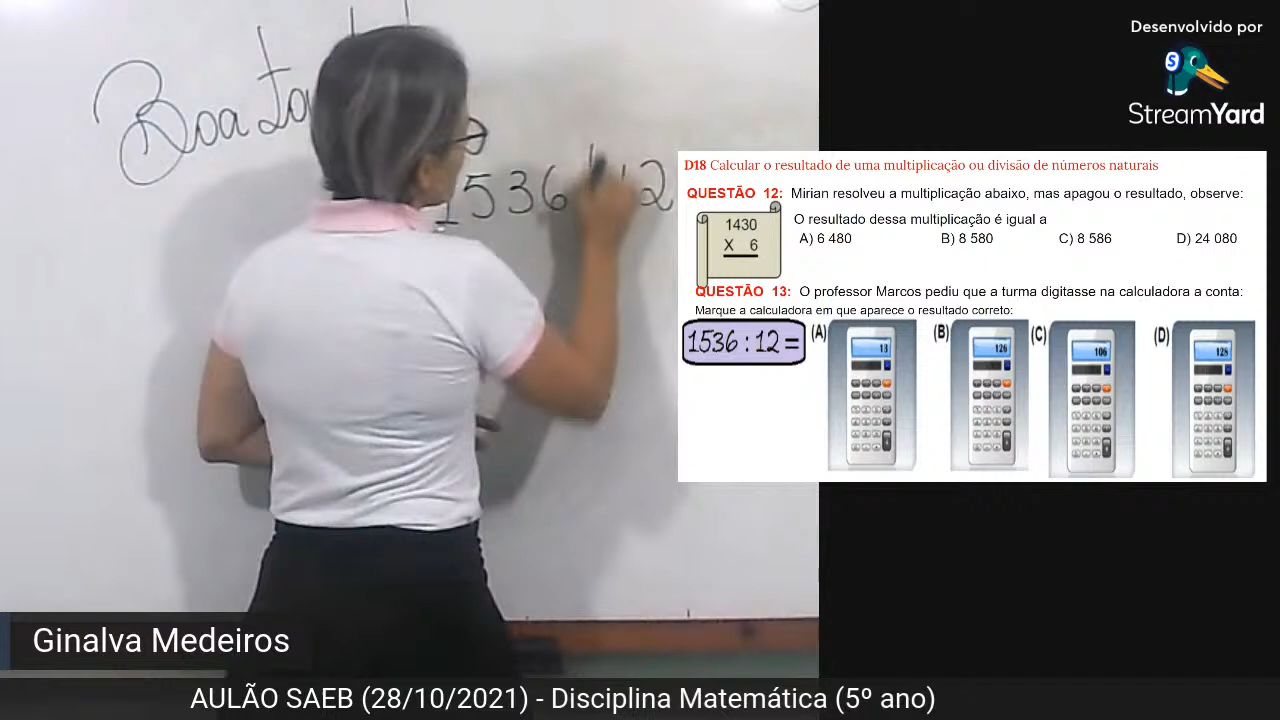 Desenvolvido por
S
StreamYard
Boa
1536 12
D18 Calcular o resultado de uma multiplicação ou divisão de números naturais
QUESTÃO 12: Mirian resolveu a multiplicação abaixo, mas apagou o resultado, observe:
1430
X 6
O resultado dessa multiplicação é igual a
A) 6 480 B) 8 580 C) 8 586 D) 24 080
QUESTÃO 13: O professor Marcos pediu que a turma digitasse na calculadora a conta:
Marque a calculadora em que aparece o resultado correto:
1536 : 12 =
(A) 13 (B) 126 (C) 106 (D) 128
Ginalva Medeiros
AULÃO SAEB (28/10/2021) - Disciplina Matemática (5º ano)